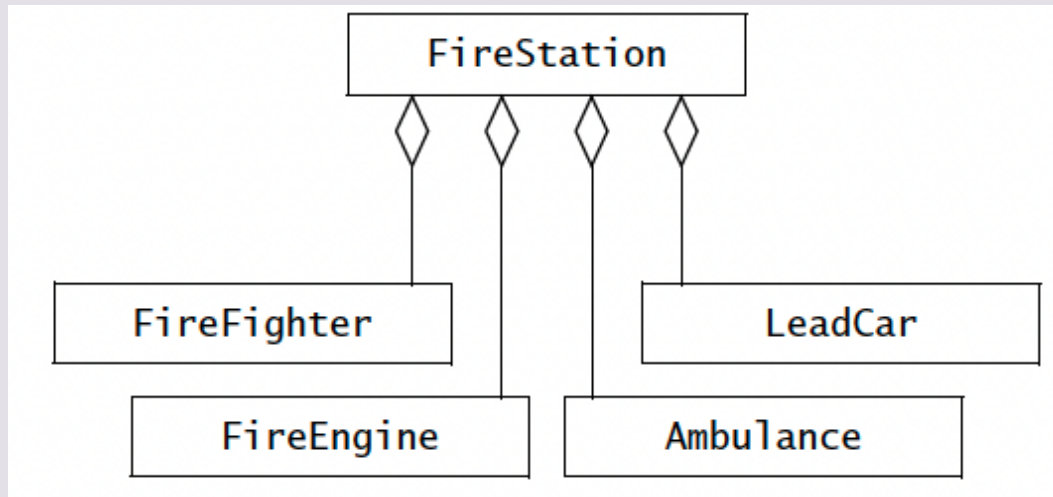 FireStation
FireFighter
LeadCar
FireEngine
Ambulance